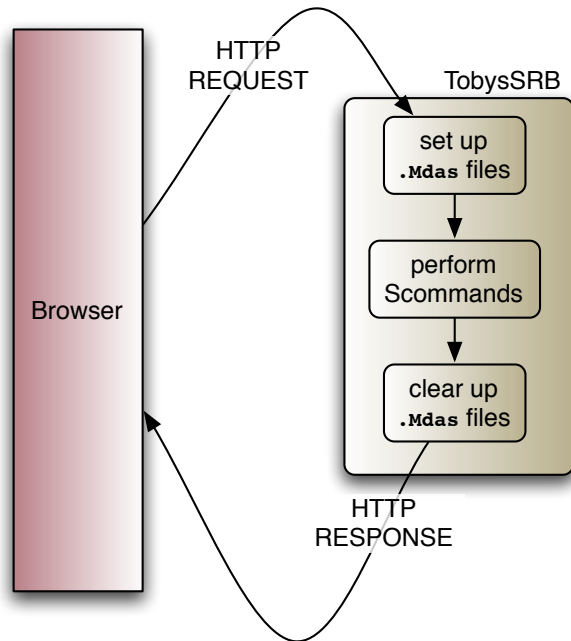 HTTP
REQUEST
TobysSRB
set up
.Mdas files
perform
Scommands
Browser
clear up
.Mdas files
HTTP
RESPONSE